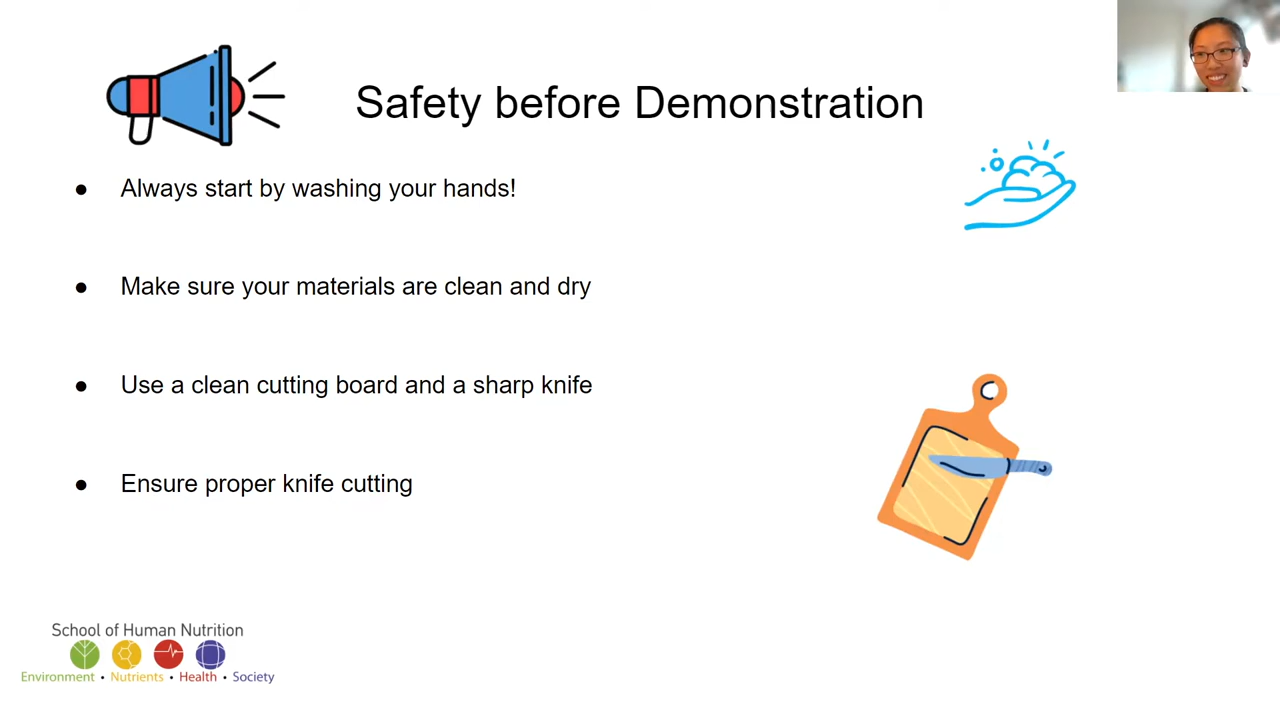 Safety before Demonstration
● Always start by washing your hands!
● Make sure your materials are clean and dry
● Use a clean cutting board and a sharp knife
● Ensure proper knife cutting
School of Human Nutrition
Environment • Nutrients • Health • Society